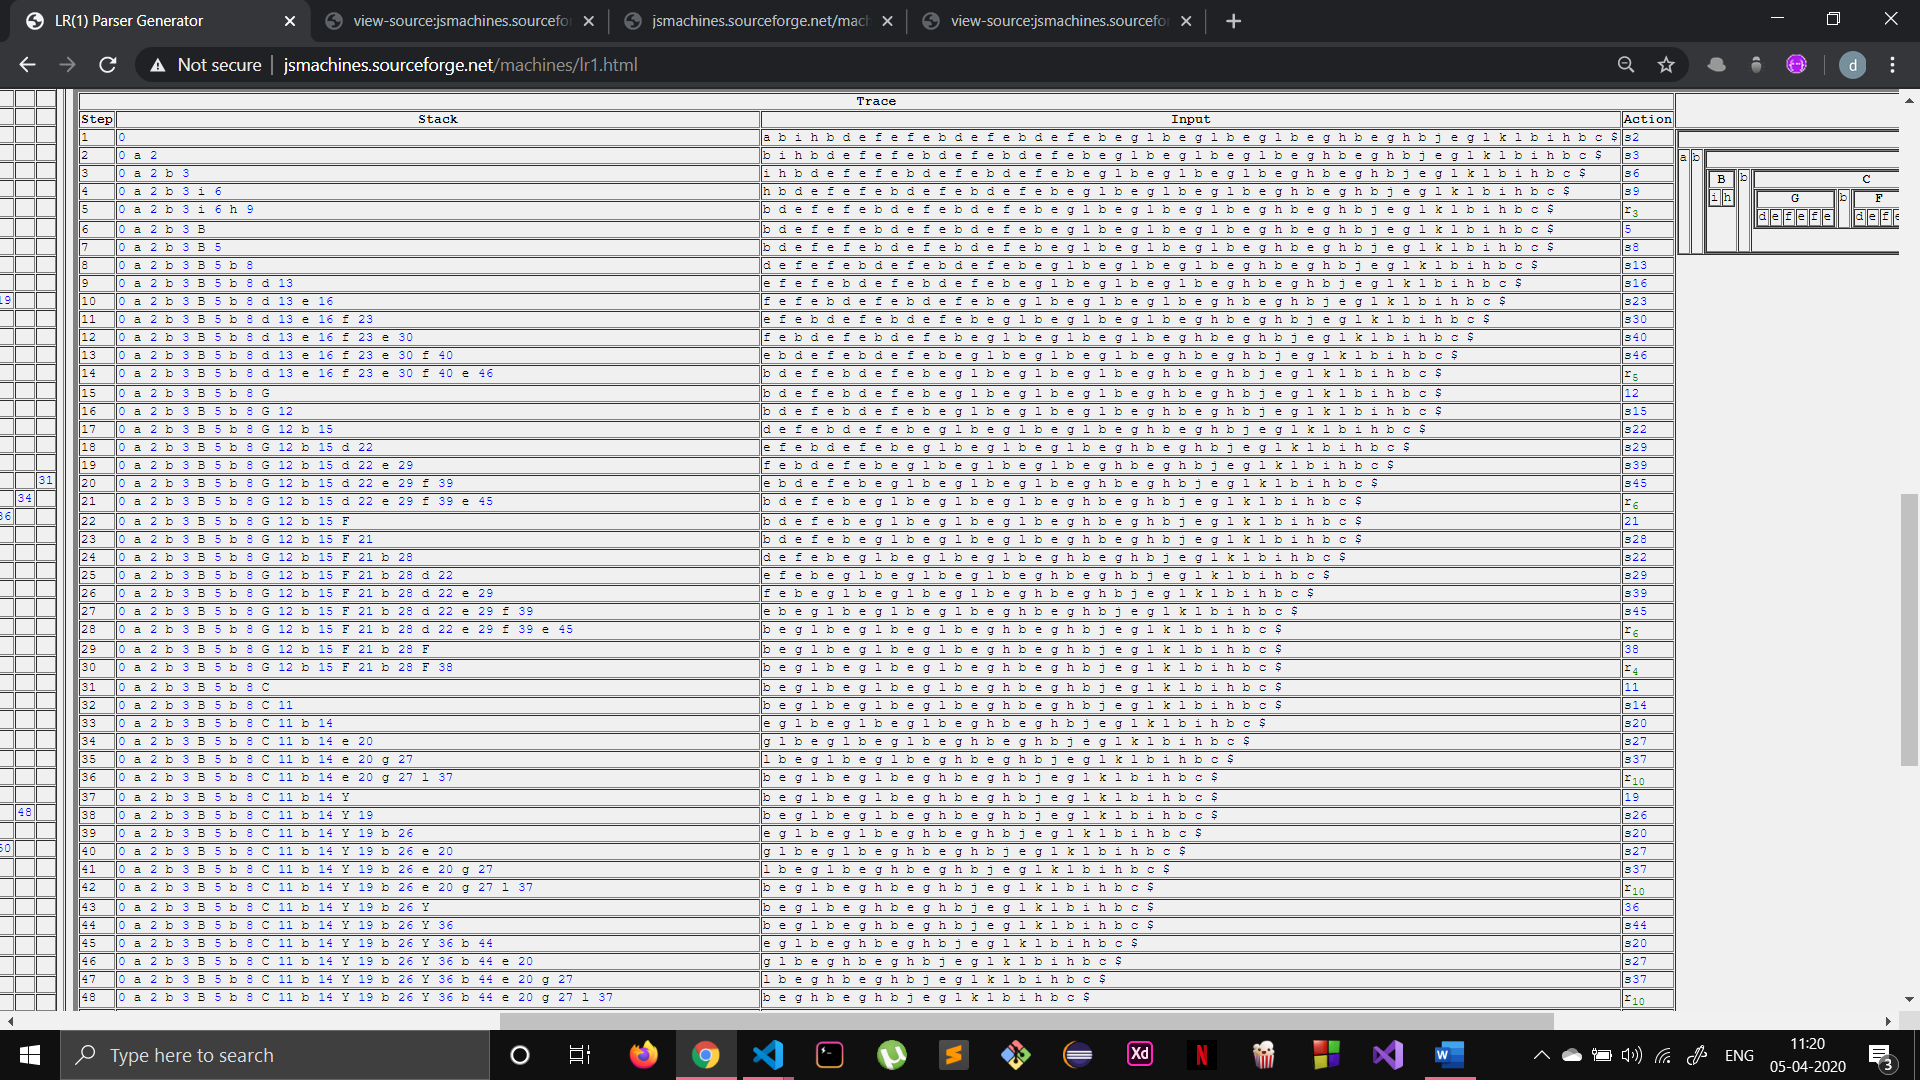 LR(1) Parser Generator
view-source:jsmachines.sourcefo
jsmachines.sourceforge.net/mach
view-source:jsmachines.sourcefo
Not secure
jsmachines.sourceforge.net/machines/lr1.html
d
Trace
Step Stack Input Action
1 0 a b i h b d e f e f e b d e f e b d e f e b e g l b e g l b e g l b e g h b e g h b j e g l k l b i h b c $ s2
2 0 a 2 b i h b d e f e f e b d e f e b d e f e b e g l b e g l b e g l b e g h b e g h b j e g l k l b i h b c $ s3
3 0 a 2 b 3 i h b d e f e f e b d e f e b d e f e b e g l b e g l b e g l b e g h b e g h b j e g l k l b i h b c $ s6
4 0 a 2 b 3 i 6 h b d e f e f e b d e f e b d e f e b e g l b e g l b e g l b e g h b e g h b j e g l k l b i h b c $ s9
5 0 a 2 b 3 i 6 h 9 b d e f e f e b d e f e b d e f e b e g l b e g l b e g l b e g h b e g h b j e g l k l b i h b c $ r3
6 0 a 2 b 3 B b d e f e f e b d e f e b d e f e b e g l b e g l b e g l b e g h b e g h b j e g l k l b i h b c $ 5
7 0 a 2 b 3 B 5 b d e f e f e b d e f e b d e f e b e g l b e g l b e g l b e g h b e g h b j e g l k l b i h b c $ s8
8 0 a 2 b 3 B 5 b 8 d e f e f e b d e f e b d e f e b e g l b e g l b e g l b e g h b e g h b j e g l k l b i h b c $ s13
9 0 a 2 b 3 B 5 b 8 d 13 e f e f e b d e f e b d e f e b e g l b e g l b e g l b e g h b e g h b j e g l k l b i h b c $ s16
10 0 a 2 b 3 B 5 b 8 d 13 e 16 f e f e b d e f e b d e f e b e g l b e g l b e g l b e g h b e g h b j e g l k l b i h b c $ s23
11 0 a 2 b 3 B 5 b 8 d 13 e 16 f 23 e f e b d e f e b d e f e b e g l b e g l b e g l b e g h b e g h b j e g l k l b i h b c $ s30
12 0 a 2 b 3 B 5 b 8 d 13 e 16 f 23 e 30 f e b d e f e b d e f e b e g l b e g l b e g l b e g h b e g h b j e g l k l b i h b c $ s40
13 0 a 2 b 3 B 5 b 8 d 13 e 16 f 23 e 30 f 40 e b d e f e b d e f e b e g l b e g l b e g l b e g h b e g h b j e g l k l b i h b c $ s46
14 0 a 2 b 3 B 5 b 8 d 13 e 16 f 23 e 30 f 40 e 46 b d e f e b d e f e b e g l b e g l b e g l b e g h b e g h b j e g l k l b i h b c $ r5
15 0 a 2 b 3 B 5 b 8 G b d e f e b d e f e b e g l b e g l b e g l b e g h b e g h b j e g l k l b i h b c $ 12
16 0 a 2 b 3 B 5 b 8 G 12 b d e f e b d e f e b e g l b e g l b e g l b e g h b e g h b j e g l k l b i h b c $ s15
17 0 a 2 b 3 B 5 b 8 G 12 b 15 d e f e b d e f e b e g l b e g l b e g l b e g h b e g h b j e g l k l b i h b c $ s22
18 0 a 2 b 3 B 5 b 8 G 12 b 15 d 22 e f e b d e f e b e g l b e g l b e g l b e g h b e g h b j e g l k l b i h b c $ s29
19 0 a 2 b 3 B 5 b 8 G 12 b 15 d 22 e 29 f e b d e f e b e g l b e g l b e g l b e g h b e g h b j e g l k l b i h b c $ s39
20 0 a 2 b 3 B 5 b 8 G 12 b 15 d 22 e 29 f 39 e b d e f e b e g l b e g l b e g l b e g h b e g h b j e g l k l b i h b c $ s45
21 0 a 2 b 3 B 5 b 8 G 12 b 15 d 22 e 29 f 39 e 45 b d e f e b e g l b e g l b e g l b e g h b e g h b j e g l k l b i h b c $ r6
22 0 a 2 b 3 B 5 b 8 G 12 b 15 F b d e f e b e g l b e g l b e g l b e g h b e g h b j e g l k l b i h b c $ 21
23 0 a 2 b 3 B 5 b 8 G 12 b 15 F 21 b d e f e b e g l b e g l b e g l b e g h b e g h b j e g l k l b i h b c $ s28
24 0 a 2 b 3 B 5 b 8 G 12 b 15 F 21 b 28 d e f e b e g l b e g l b e g l b e g h b e g h b j e g l k l b i h b c $ s22
25 0 a 2 b 3 B 5 b 8 G 12 b 15 F 21 b 28 d 22 e f e b e g l b e g l b e g l b e g h b e g h b j e g l k l b i h b c $ s29
26 0 a 2 b 3 B 5 b 8 G 12 b 15 F 21 b 28 d 22 e 29 f e b e g l b e g l b e g l b e g h b e g h b j e g l k l b i h b c $ s39
27 0 a 2 b 3 B 5 b 8 G 12 b 15 F 21 b 28 d 22 e 29 f 39 e b e g l b e g l b e g l b e g h b e g h b j e g l k l b i h b c $ s45
28 0 a 2 b 3 B 5 b 8 G 12 b 15 F 21 b 28 d 22 e 29 f 39 e 45 b e g l b e g l b e g l b e g h b e g h b j e g l k l b i h b c $ r6
29 0 a 2 b 3 B 5 b 8 G 12 b 15 F 21 b 28 F b e g l b e g l b e g l b e g h b e g h b j e g l k l b i h b c $ 38
30 0 a 2 b 3 B 5 b 8 G 12 b 15 F 21 b 28 F 38 b e g l b e g l b e g l b e g h b e g h b j e g l k l b i h b c $ r4
31 0 a 2 b 3 B 5 b 8 C b e g l b e g l b e g l b e g h b e g h b j e g l k l b i h b c $ 11
32 0 a 2 b 3 B 5 b 8 C 11 b e g l b e g l b e g l b e g h b e g h b j e g l k l b i h b c $ s14
33 0 a 2 b 3 B 5 b 8 C 11 b 14 e g l b e g l b e g l b e g h b e g h b j e g l k l b i h b c $ s20
34 0 a 2 b 3 B 5 b 8 C 11 b 14 e 20 g l b e g l b e g l b e g h b e g h b j e g l k l b i h b c $ s27
35 0 a 2 b 3 B 5 b 8 C 11 b 14 e 20 g 27 l b e g l b e g l b e g h b e g h b j e g l k l b i h b c $ s37
36 0 a 2 b 3 B 5 b 8 C 11 b 14 e 20 g 27 l 37 b e g l b e g l b e g h b e g h b j e g l k l b i h b c $ r10
37 0 a 2 b 3 B 5 b 8 C 11 b 14 Y b e g l b e g l b e g h b e g h b j e g l k l b i h b c $ 19
38 0 a 2 b 3 B 5 b 8 C 11 b 14 Y 19 b e g l b e g l b e g h b e g h b j e g l k l b i h b c $ s26
39 0 a 2 b 3 B 5 b 8 C 11 b 14 Y 19 b 26 e g l b e g l b e g h b e g h b j e g l k l b i h b c $ s20
40 0 a 2 b 3 B 5 b 8 C 11 b 14 Y 19 b 26 e 20 g l b e g l b e g h b e g h b j e g l k l b i h b c $ s27
41 0 a 2 b 3 B 5 b 8 C 11 b 14 Y 19 b 26 e 20 g 27 l b e g l b e g h b e g h b j e g l k l b i h b c $ s37
42 0 a 2 b 3 B 5 b 8 C 11 b 14 Y 19 b 26 e 20 g 27 l 37 b e g l b e g h b e g h b j e g l k l b i h b c $ r10
43 0 a 2 b 3 B 5 b 8 C 11 b 14 Y 19 b 26 Y b e g l b e g h b e g h b j e g l k l b i h b c $ 36
44 0 a 2 b 3 B 5 b 8 C 11 b 14 Y 19 b 26 Y 36 b e g l b e g h b e g h b j e g l k l b i h b c $ s44
45 0 a 2 b 3 B 5 b 8 C 11 b 14 Y 19 b 26 Y 36 b 44 e g l b e g h b e g h b j e g l k l b i h b c $ s20
46 0 a 2 b 3 B 5 b 8 C 11 b 14 Y 19 b 26 Y 36 b 44 e 20 g l b e g h b e g h b j e g l k l b i h b c $ s27
47 0 a 2 b 3 B 5 b 8 C 11 b 14 Y 19 b 26 Y 36 b 44 e 20 g 27 l b e g h b e g h b j e g l k l b i h b c $ s37
48 0 a 2 b 3 B 5 b 8 C 11 b 14 Y 19 b 26 Y 36 b 44 e 20 g 27 l 37 b e g h b e g h b j e g l k l b i h b c $ r10
31
34
48
a b
B b C
i h G b F
d e f e f e d e f e
Type here to search
Xd
N
W
ENG
11:20
05-04-2020
3